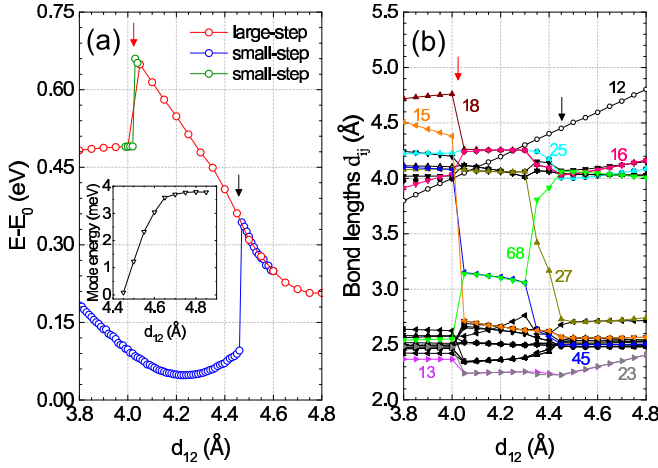 (a)
large-step
small-step
small-step
E-E₀ (eV)
0.75
0.60
0.45
0.30
0.15
0.00
3.8 4.0 4.2 4.4 4.6 4.8
d₁₂ (Å)
Mode energy (meV)
4
3
2
1
0
4.4 4.6 4.8
d₁₂ (Å)
(b)
Bond lengths dᵢⱼ (Å)
5.0
4.5
4.0
3.5
3.0
2.5
2.0
12
18
15
25
16
68
27
45
13
23
3.8 4.0 4.2 4.4 4.6 4.8
d₁₂ (Å)